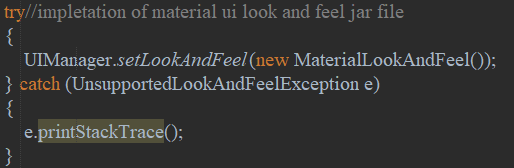 try//impletation of material ui look and feel jar file
{
UIManager.setLookAndFeel(new MaterialLookAndFeel());
} catch (UnsupportedLookAndFeelException e)
{
e.printStackTrace();
}